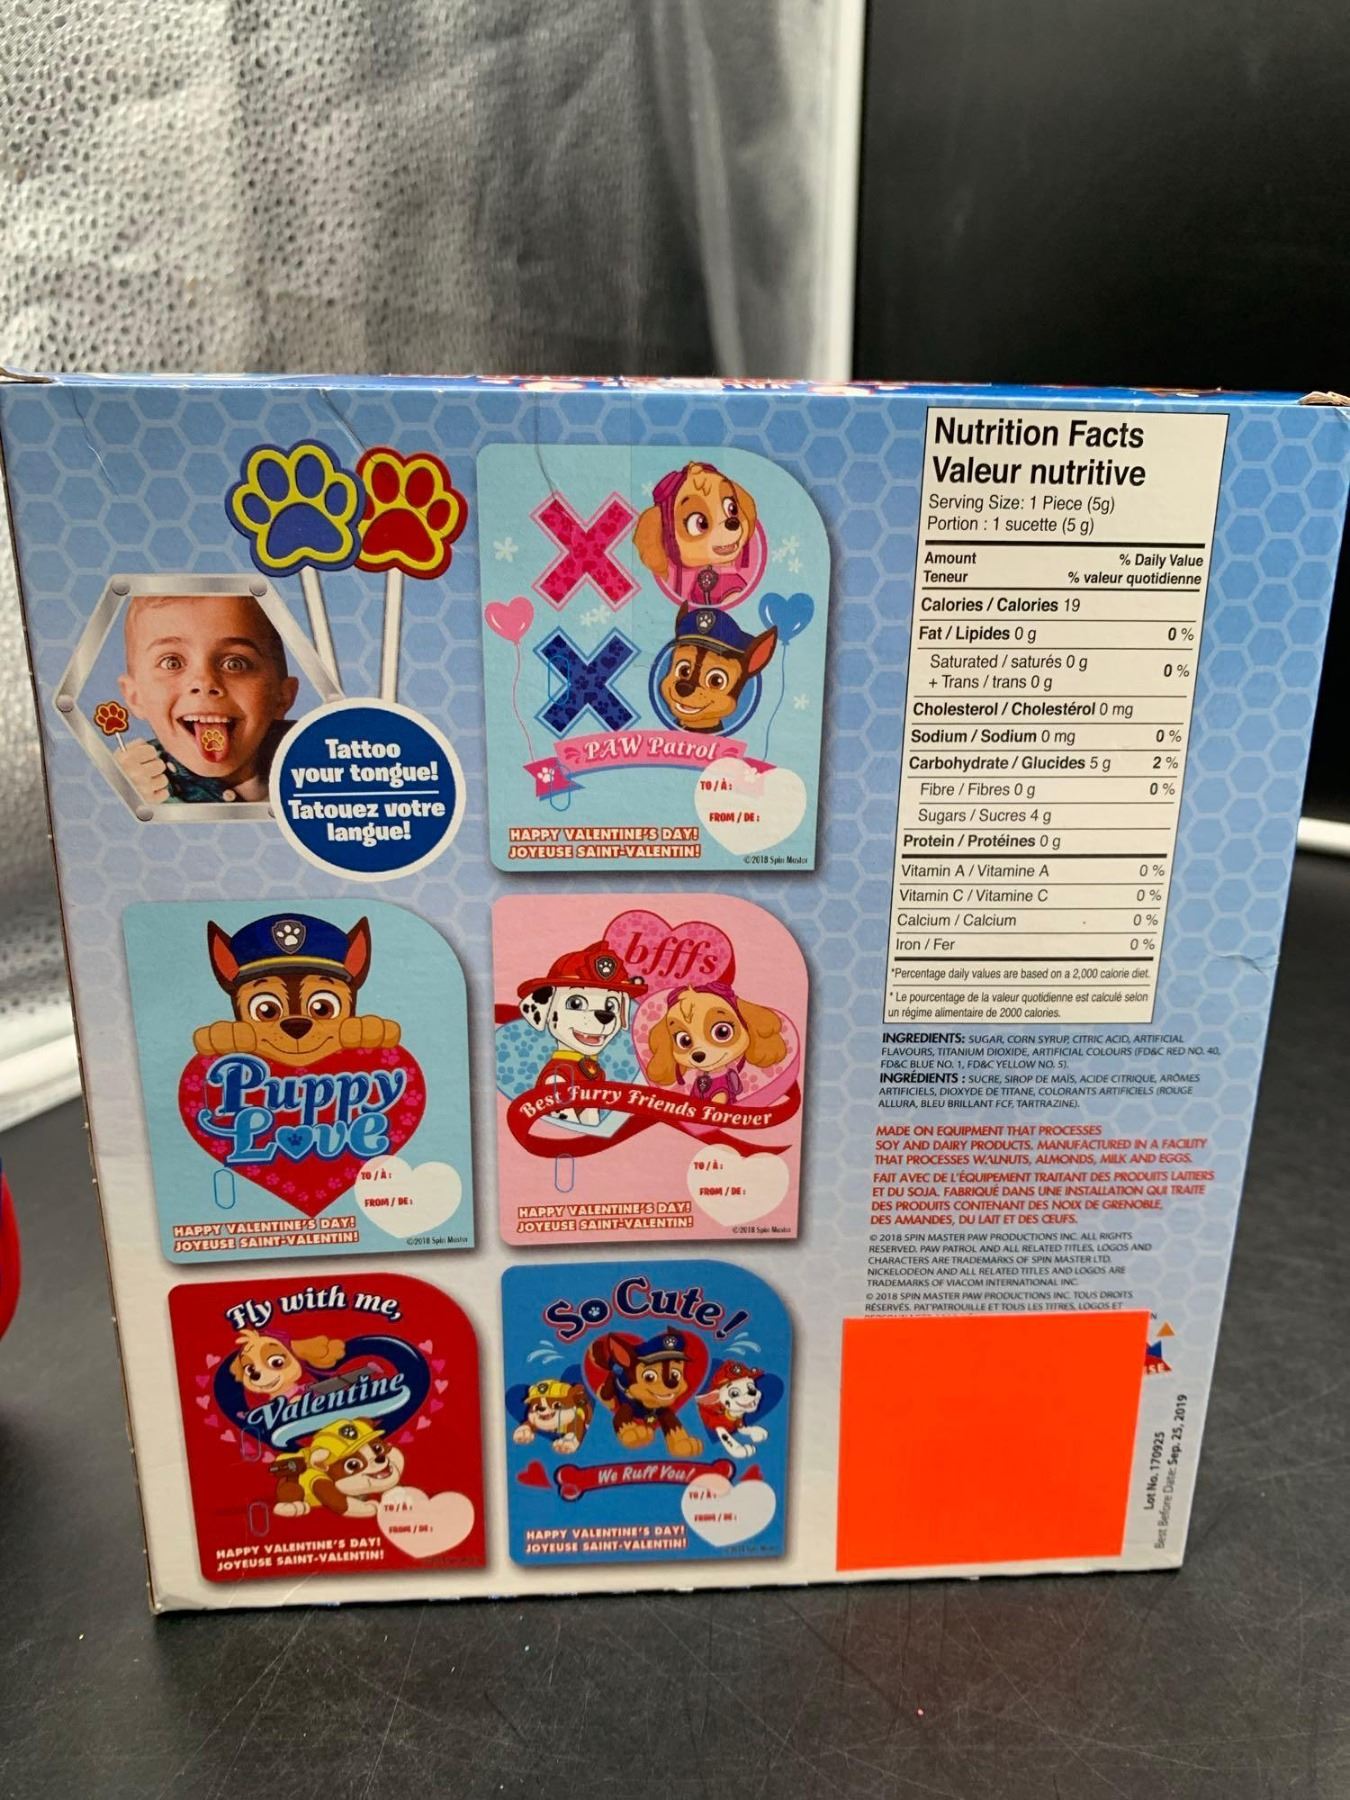 Tattoo
your tongue!
Tatouez votre
langue!
X
X
PAW Patrol
TO / À :
FROM / DE :
HAPPY VALENTINE'S DAY!
JOYEUSE SAINT-VALENTIN!
©2018 Spin Master
Puppy
Love
TO / À :
FROM / DE :
HAPPY VALENTINE'S DAY!
JOYEUSE SAINT-VALENTIN!
©2018 Spin Master
bfffs
Best Furry Friends Forever
TO / À :
FROM / DE :
HAPPY VALENTINE'S DAY!
JOYEUSE SAINT-VALENTIN!
©2018 Spin Master
Fly with me,
Valentine
TO / À :
FROM / DE :
HAPPY VALENTINE'S DAY!
JOYEUSE SAINT-VALENTIN!
So Cute!
We Ruff You!
TO / À :
FROM / DE :
HAPPY VALENTINE'S DAY!
JOYEUSE SAINT-VALENTIN!
Nutrition Facts
Valeur nutritive
Serving Size: 1 Piece (5g)
Portion : 1 sucette (5 g)
Amount % Daily Value
Teneur % valeur quotidienne
Calories / Calories 19
Fat / Lipides 0 g 0 %
Saturated / saturés 0 g 0 %
+ Trans / trans 0 g
Cholesterol / Cholestérol 0 mg
Sodium / Sodium 0 mg 0 %
Carbohydrate / Glucides 5 g 2 %
Fibre / Fibres 0 g 0 %
Sugars / Sucres 4 g
Protein / Protéines 0 g
Vitamin A / Vitamine A 0 %
Vitamin C / Vitamine C 0 %
Calcium / Calcium 0 %
Iron / Fer 0 %
*Percentage daily values are based on a 2,000 calorie diet.
* Le pourcentage de la valeur quotidienne est calculé selon
un régime alimentaire de 2000 calories.
INGREDIENTS: SUGAR, CORN SYRUP, CITRIC ACID, ARTIFICIAL
FLAVOURS, TITANIUM DIOXIDE, ARTIFICIAL COLOURS (FD&C RED NO. 40,
FD&C BLUE NO. 1, FD&C YELLOW NO. 5).
INGRÉDIENTS : SUCRE, SIROP DE MAÏS, ACIDE CITRIQUE, ARÔMES
ARTIFICIELS, DIOXYDE DE TITANE, COLORANTS ARTIFICIELS (ROUGE
ALLURA, BLEU BRILLANT FCF, TARTRAZINE).
MADE ON EQUIPMENT THAT PROCESSES
SOY AND DAIRY PRODUCTS. MANUFACTURED IN A FACILITY
THAT PROCESSES WALNUTS, ALMONDS, MILK AND EGGS.
FAIT AVEC DE L'ÉQUIPEMENT TRAITANT DES PRODUITS LAITIERS
ET DU SOJA. FABRIQUÉ DANS UNE INSTALLATION QUI TRAITE
DES PRODUITS CONTENANT DES NOIX DE GRENOBLE,
DES AMANDES, DU LAIT ET DES ŒUFS.
© 2018 SPIN MASTER PAW PRODUCTIONS INC. ALL RIGHTS
RESERVED. PAW PATROL AND ALL RELATED TITLES, LOGOS AND
CHARACTERS ARE TRADEMARKS OF SPIN MASTER LTD.
NICKELODEON AND ALL RELATED TITLES AND LOGOS ARE
TRADEMARKS OF VIACOM INTERNATIONAL INC.
© 2018 SPIN MASTER PAW PRODUCTIONS INC. TOUS DROITS
RÉSERVÉS. PAT'PATROUILLE ET TOUS LES TITRES, LOGOS ET
Lot No. 170925
Best Before Date: Sep. 25, 2019